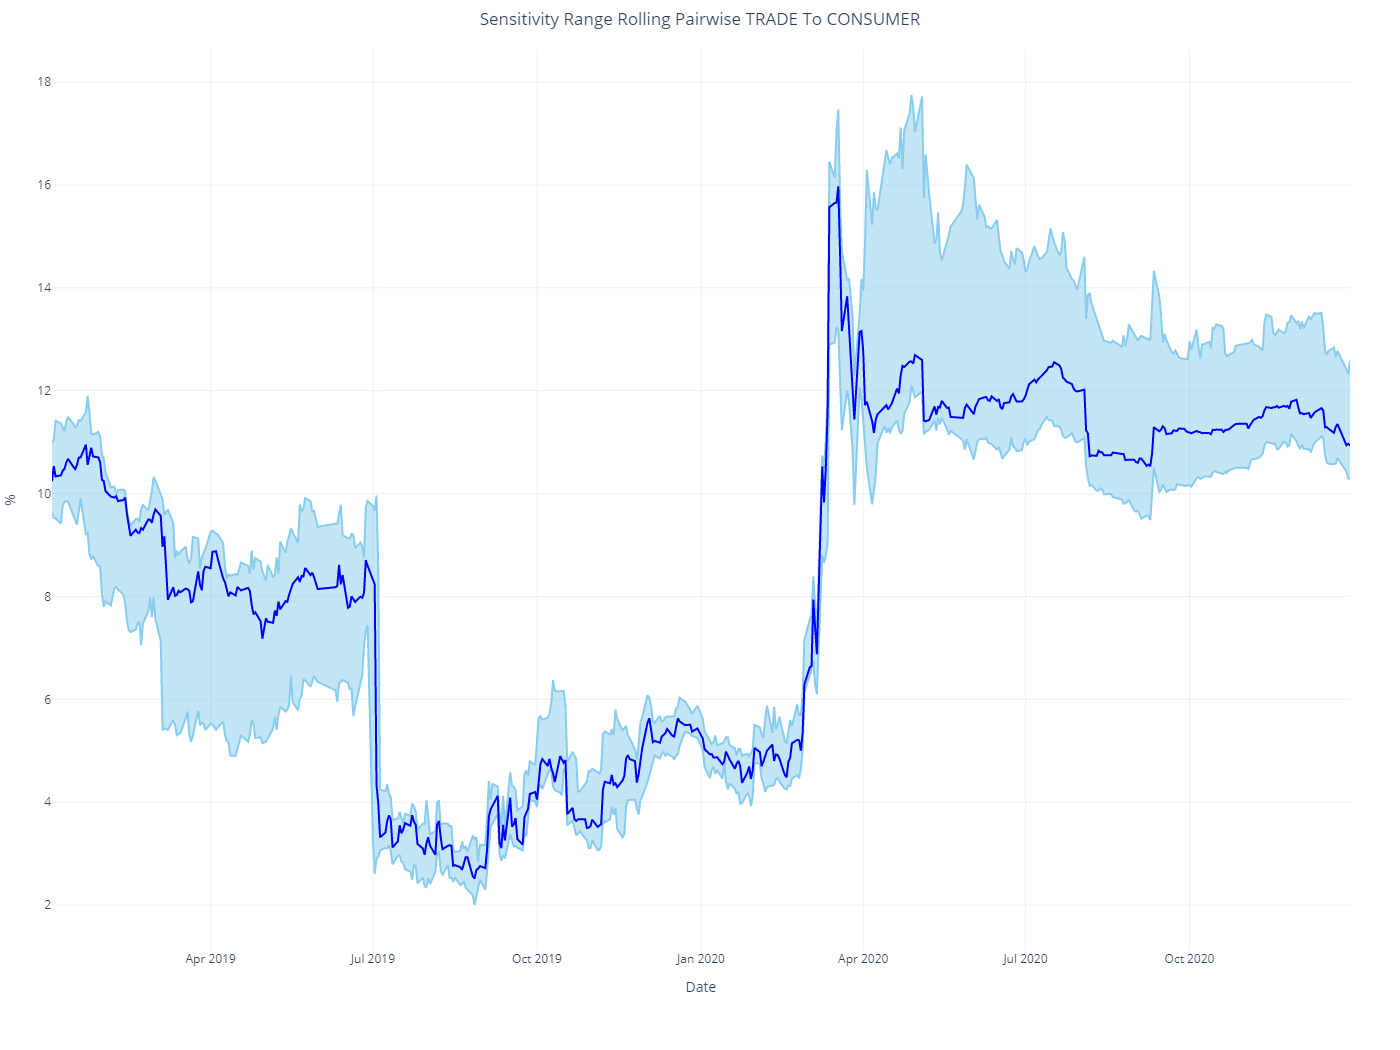 Sensitivity Range Rolling Pairwise TRADE To CONSUMER
18
16
14
12
10
8
6
4
2
%
Apr 2019
Jul 2019
Oct 2019
Jan 2020
Apr 2020
Jul 2020
Oct 2020
Date